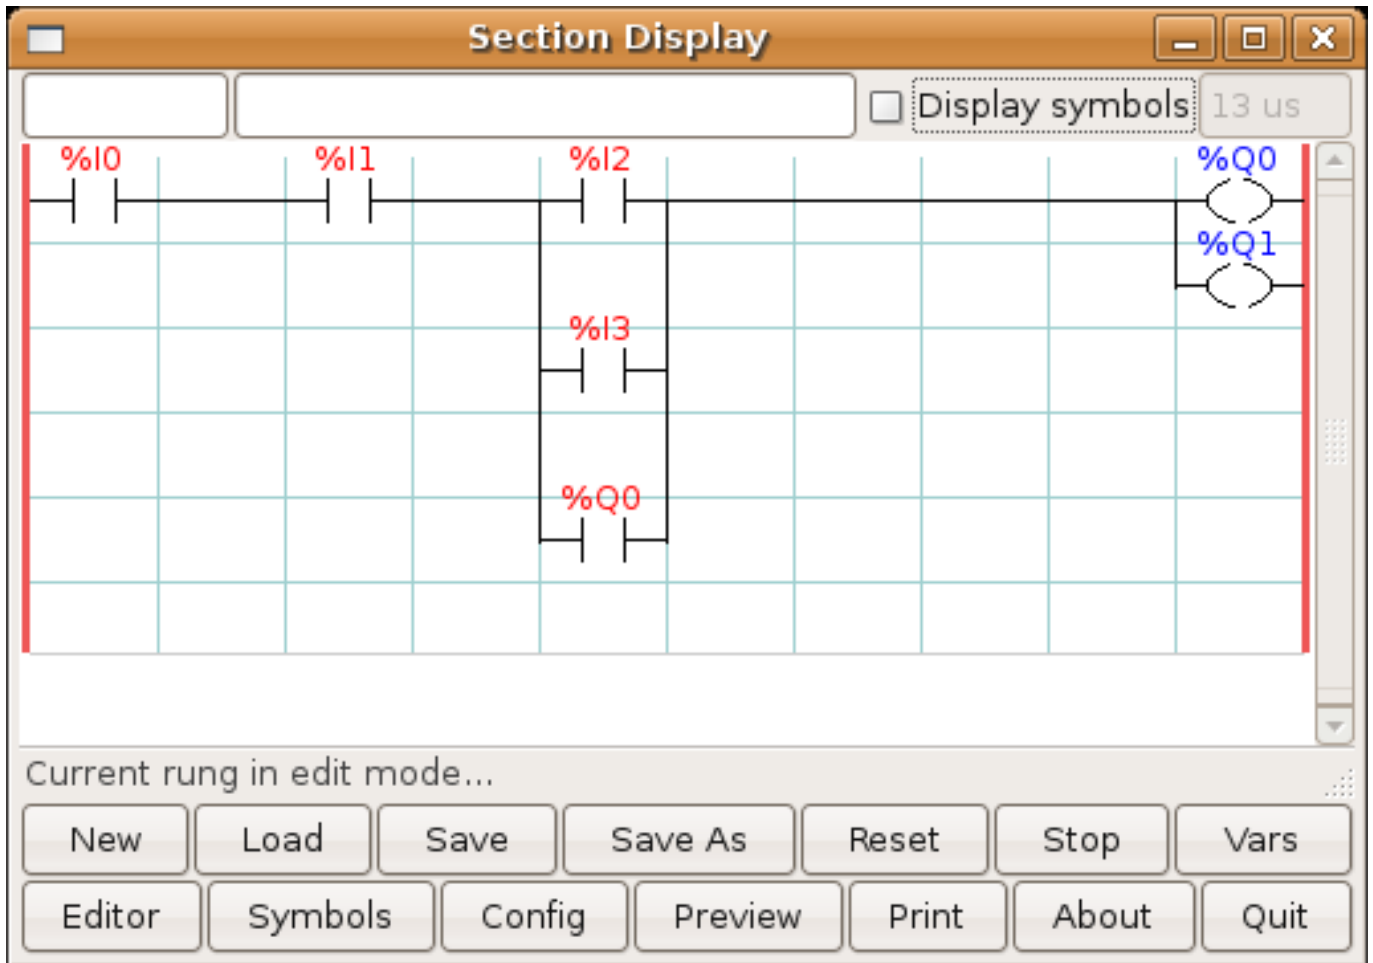 Section Display
Display symbols 13 us
%I0 %I1 %I2 %Q0
%Q1
%I3
%Q0
Current rung in edit mode...
New Load Save Save As Reset Stop Vars
Editor Symbols Config Preview Print About Quit